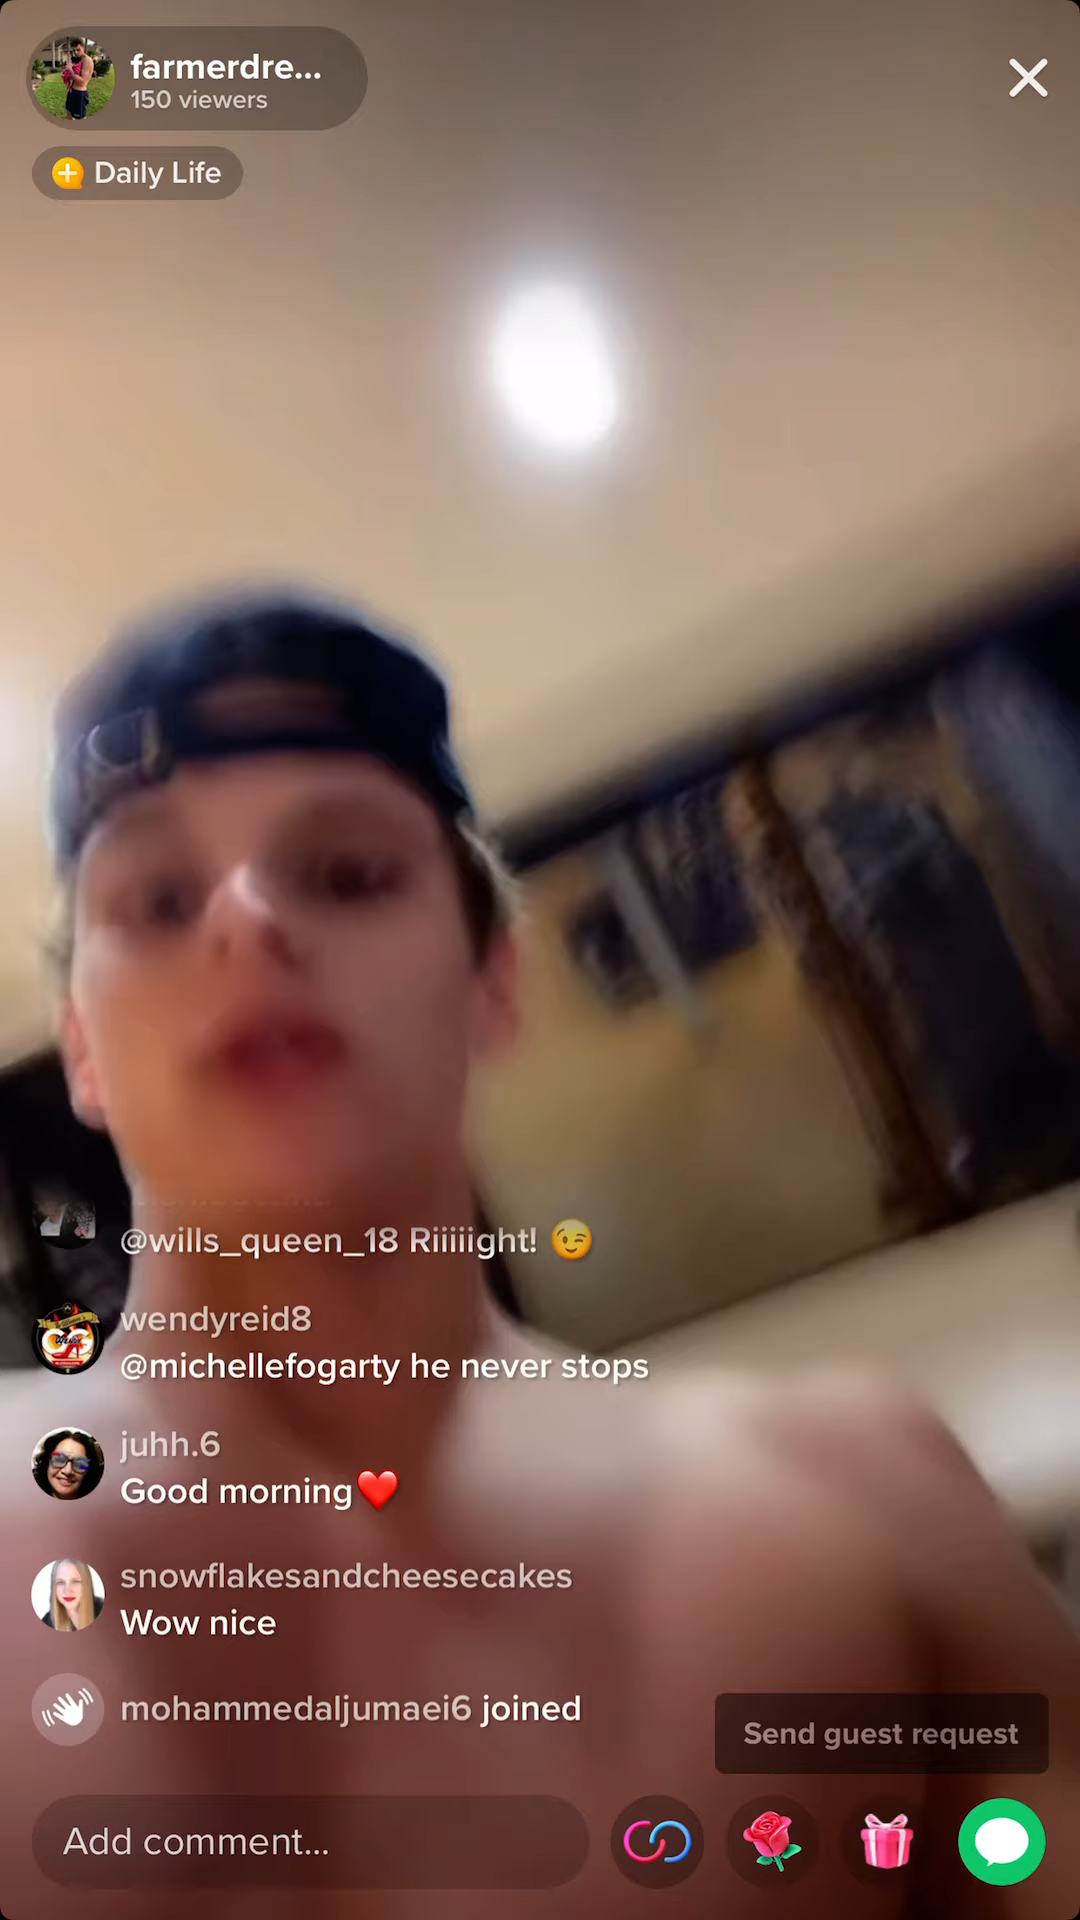 farmerdre...
150 viewers
Daily Life
@wills_queen_18 Riiiiight! 😉
wendyreid8
@michellefogarty he never stops
juhh.6
Good morning❤️
snowflakesandcheesecakes
Wow nice
mohammedaljumaei6 joined
Send guest request
Add comment...